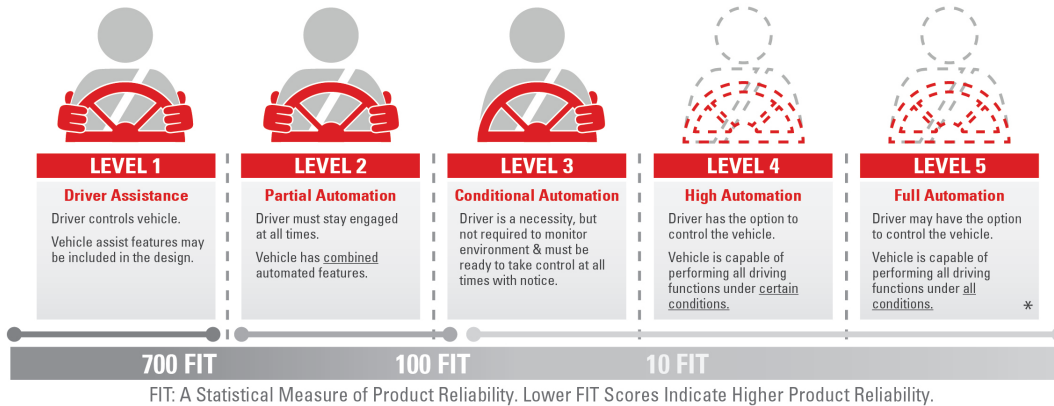 LEVEL 1
Driver Assistance
Driver controls vehicle.
Vehicle assist features may
be included in the design.
LEVEL 2
Partial Automation
Driver must stay engaged
at all times.
Vehicle has combined
automated features.
LEVEL 3
Conditional Automation
Driver is a necessity, but
not required to monitor
environment & must be
ready to take control at all
times with notice.
LEVEL 4
High Automation
Driver has the option to
control the vehicle.
Vehicle is capable of
performing all driving
functions under certain
conditions.
LEVEL 5
Full Automation
Driver may have the option
to control the vehicle.
Vehicle is capable of
performing all driving
functions under all
conditions.
*
700 FIT
100 FIT
10 FIT
FIT: A Statistical Measure of Product Reliability. Lower FIT Scores Indicate Higher Product Reliability.